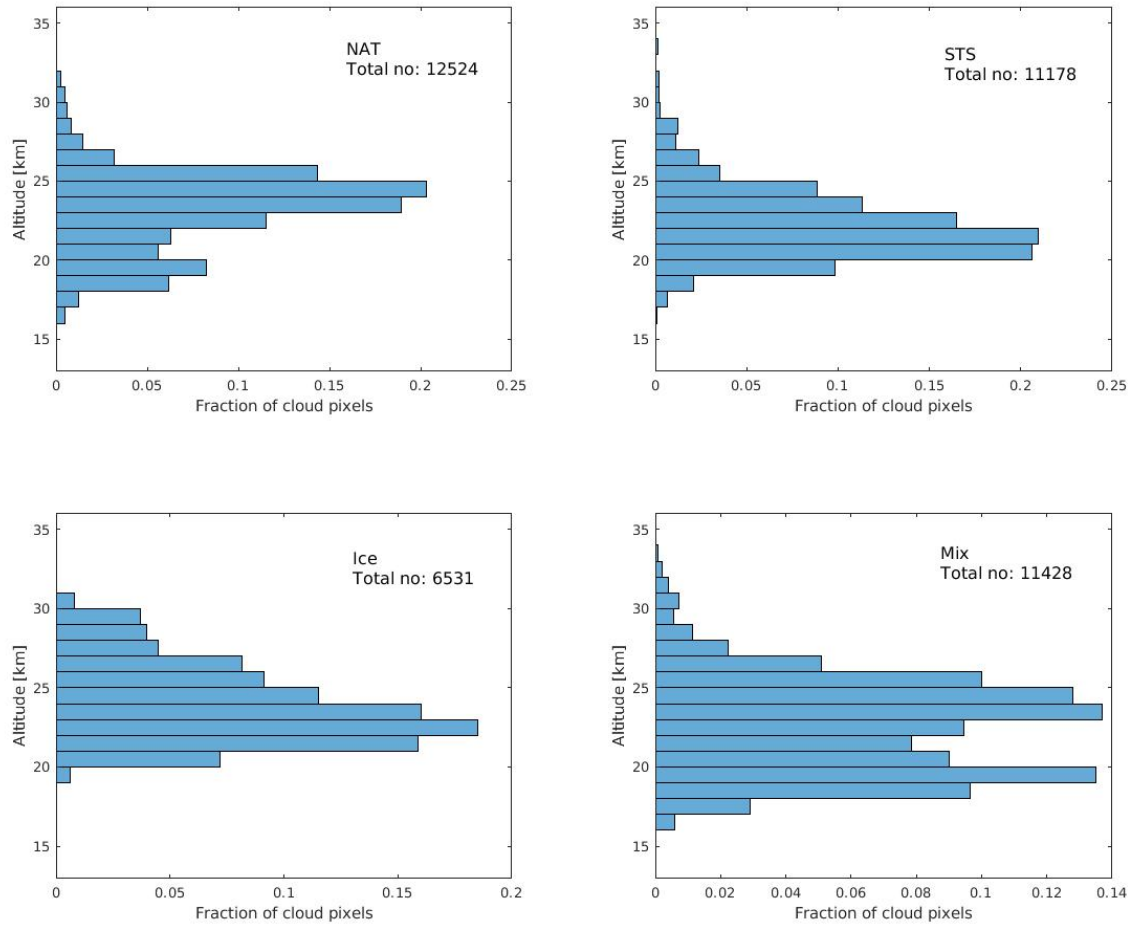 35
30
25
20
15
Altitude [km]
NAT
Total no: 12524
0 0.05 0.1 0.15 0.2 0.25
Fraction of cloud pixels
35
30
25
20
15
Altitude [km]
STS
Total no: 11178
0 0.05 0.1 0.15 0.2 0.25
Fraction of cloud pixels
35
30
25
20
15
Altitude [km]
Ice
Total no: 6531
0 0.05 0.1 0.15 0.2
Fraction of cloud pixels
35
30
25
20
15
Altitude [km]
Mix
Total no: 11428
0 0.02 0.04 0.06 0.08 0.1 0.12 0.14
Fraction of cloud pixels